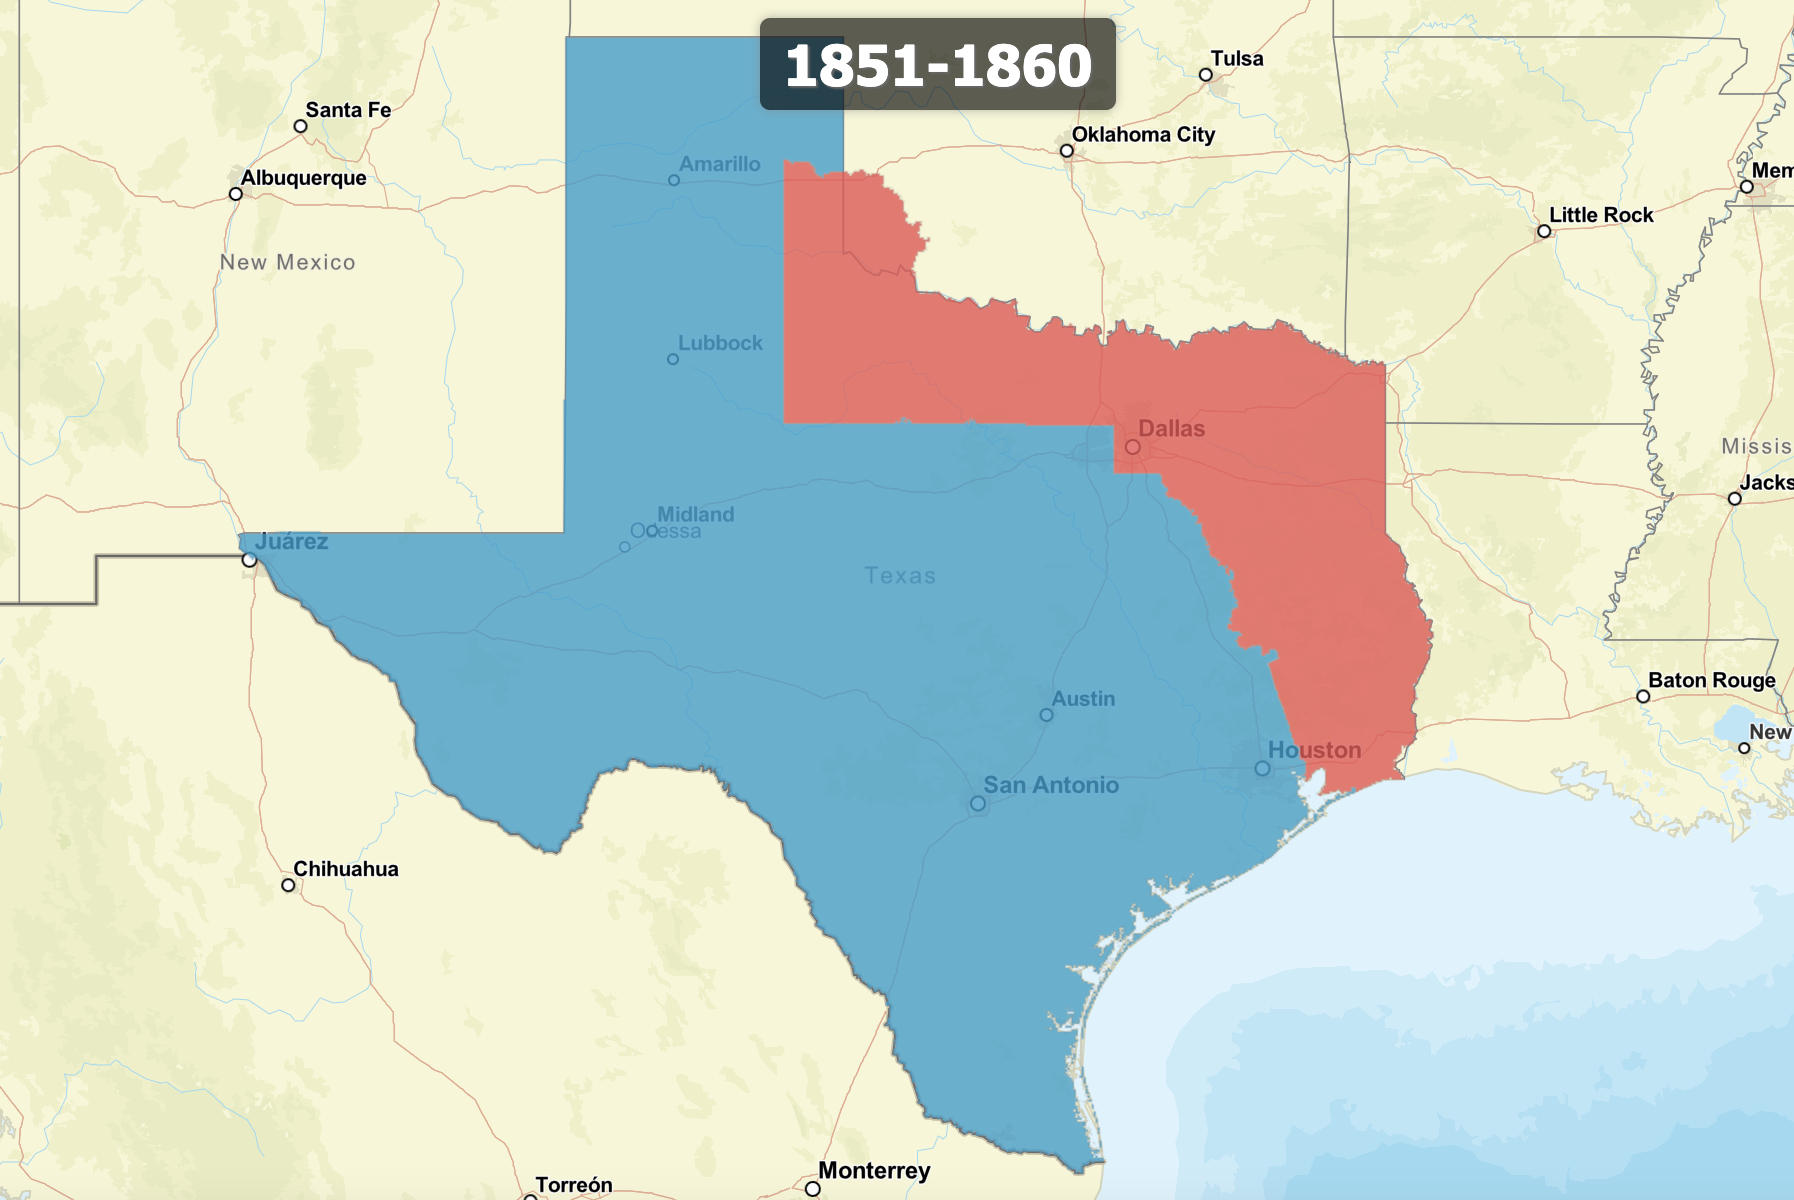 1851-1860
Tulsa
Santa Fe
Oklahoma City
Amarillo
Albuquerque
Mem
Little Rock
New Mexico
Lubbock
Dallas
Missis
Jacks
Midland
Odessa
Juárez
Texas
Baton Rouge
Austin
New
Houston
San Antonio
Chihuahua
Monterrey
Torreón